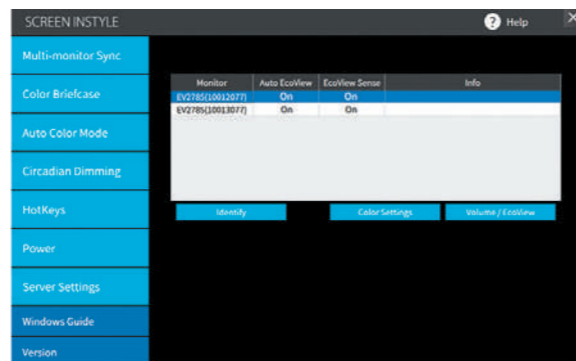 SCREEN INSTYLE
? Help X
Multi-monitor Sync
Color Briefcase
Auto Color Mode
Circadian Dimming
HotKeys
Power
Server Settings
Windows Guide
Version
Monitor Auto EcoView EcoView Sense Info
EV2785(10012077) On On
EV2785(10013077) On On
Identify Color Settings Volume / EcoView